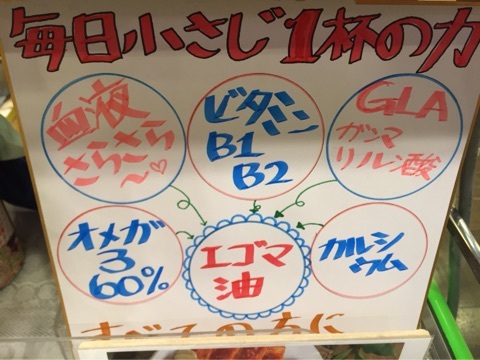 毎日小さじ1杯の力
血液
さらさら
～♡
ビタミン
B1
B2
GLA
ガンマ
リルン酸
オメガ
3
60%
エゴマ
油
カルシ
ウム